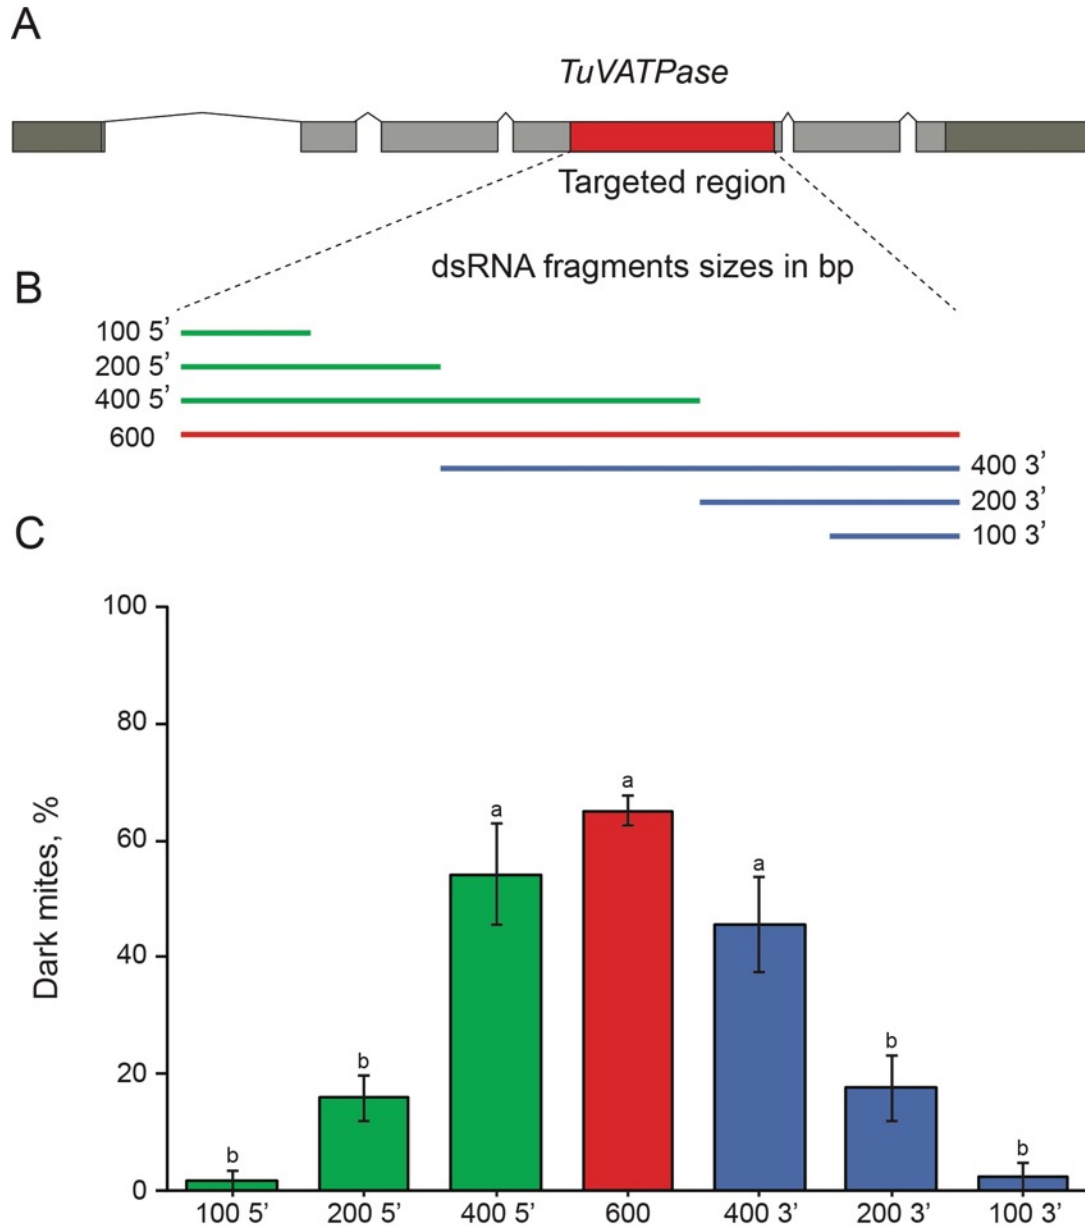 A
TuVATPase
Targeted region
dsRNA fragments sizes in bp
B
100 5’
200 5’
400 5’
600
400 3’
200 3’
100 3’
C
100
80
60
40
20
0
Dark mites, %
b
b
a
a
a
b
b
100 5’ 200 5’ 400 5’ 600 400 3’ 200 3’ 100 3’